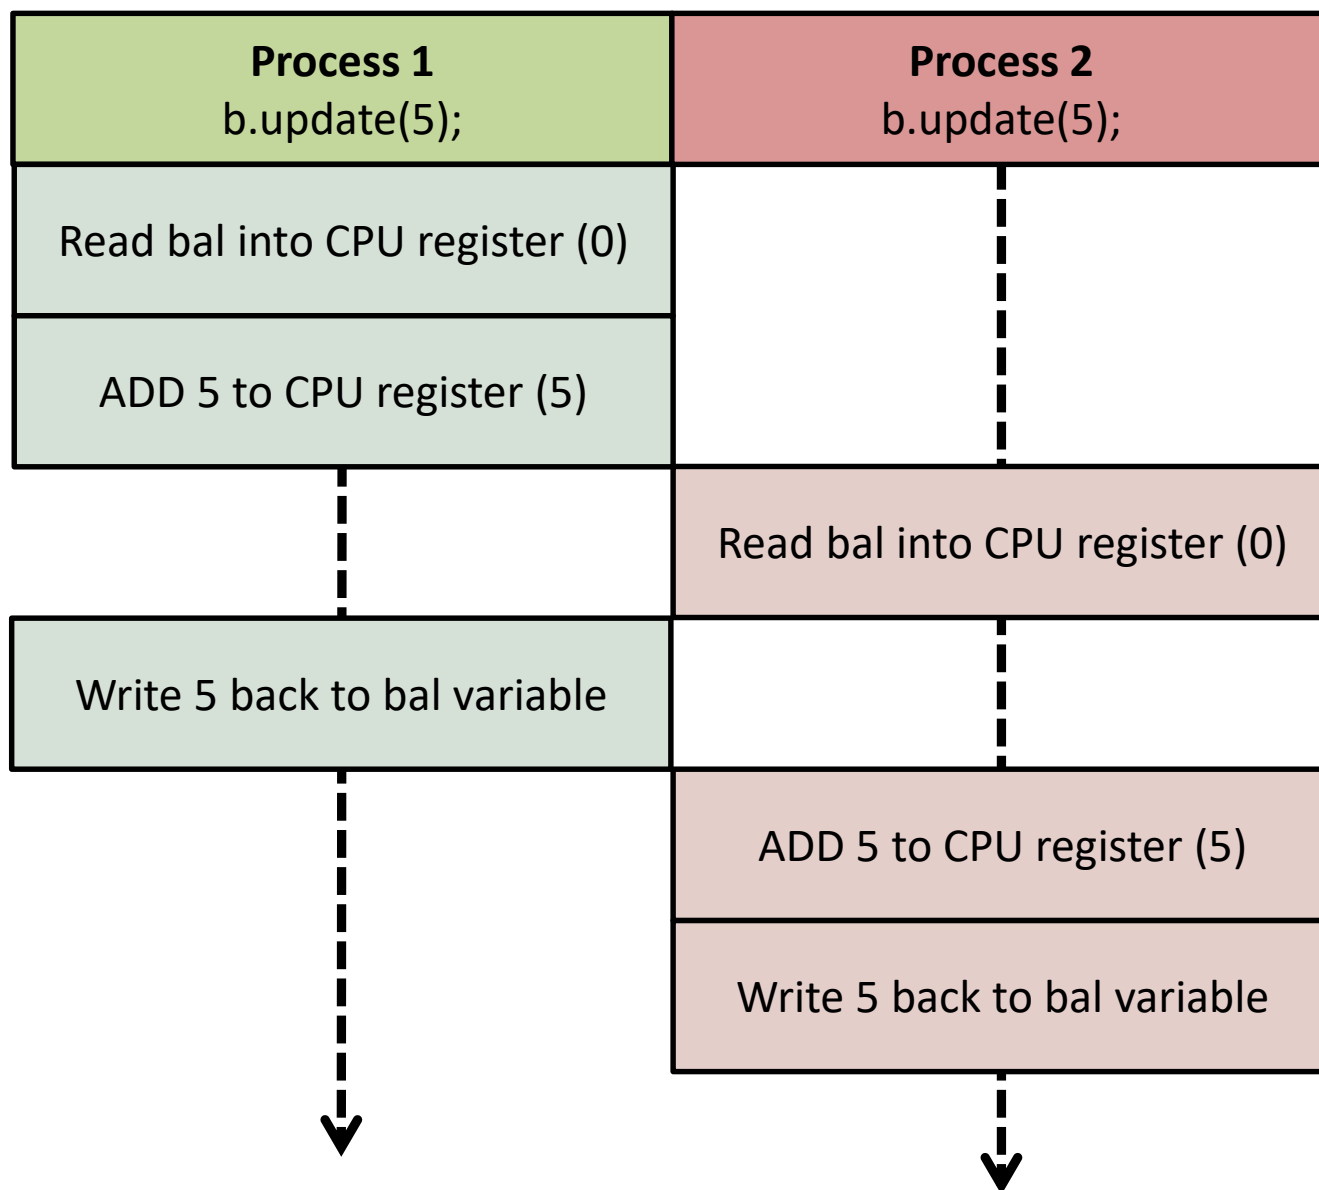 Process 1
b.update(5);
Process 2
b.update(5);
Read bal into CPU register (0)
ADD 5 to CPU register (5)
Read bal into CPU register (0)
Write 5 back to bal variable
ADD 5 to CPU register (5)
Write 5 back to bal variable